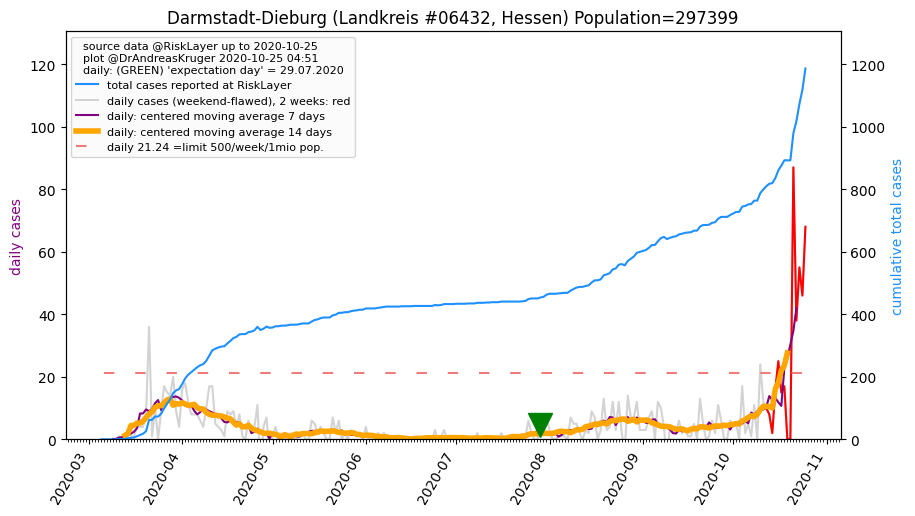 Darmstadt-Dieburg (Landkreis #06432, Hessen) Population=297399
source data @RiskLayer up to 2020-10-25
plot @DrAndreasKruger 2020-10-25 04:51
daily: (GREEN) 'expectation day' = 29.07.2020
total cases reported at RiskLayer
daily cases (weekend-flawed), 2 weeks: red
daily: centered moving average 7 days
daily: centered moving average 14 days
daily 21.24 =limit 500/week/1mio pop.
daily cases
120
100
80
60
40
20
0
1200
1000
800
600
400
200
0
cumulative total cases
2020-03
2020-04
2020-05
2020-06
2020-07
2020-08
2020-09
2020-10
2020-11